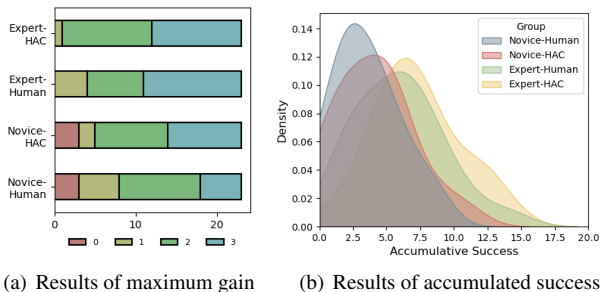 Expert-
HAC
Expert-
Human
Novice-
HAC
Novice-
Human
0 10 20
0 1 2 3
(a) Results of maximum gain
Density
0.14
0.12
0.10
0.08
0.06
0.04
0.02
0.00
Group
Novice-Human
Novice-HAC
Expert-Human
Expert-HAC
0.0 2.5 5.0 7.5 10.0 12.5 15.0 17.5 20.0
Accumulative Success
(b) Results of accumulated success